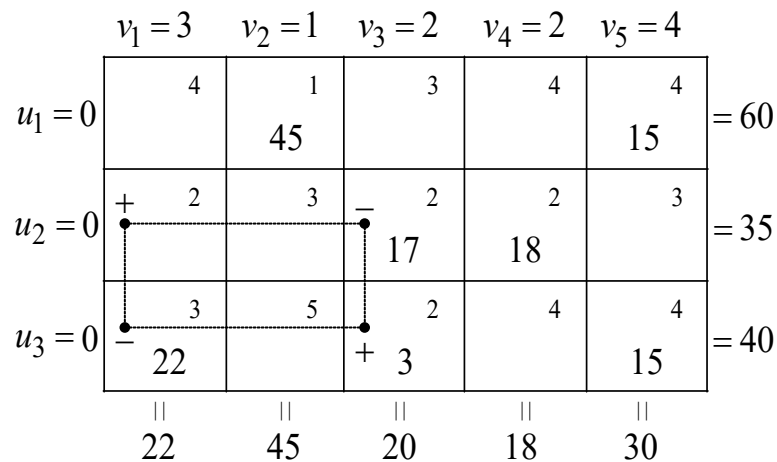 v₁ = 3 v₂ = 1 v₃ = 2 v₄ = 2 v₅ = 4
4 1 3 4 4
u₁ = 0 45 15 = 60
+ 2 3 − 2 2 3
u₂ = 0 17 18 = 35
3 5 2 4 4
u₃ = 0 − 22 + 3 15 = 40
= = = = =
22 45 20 18 30